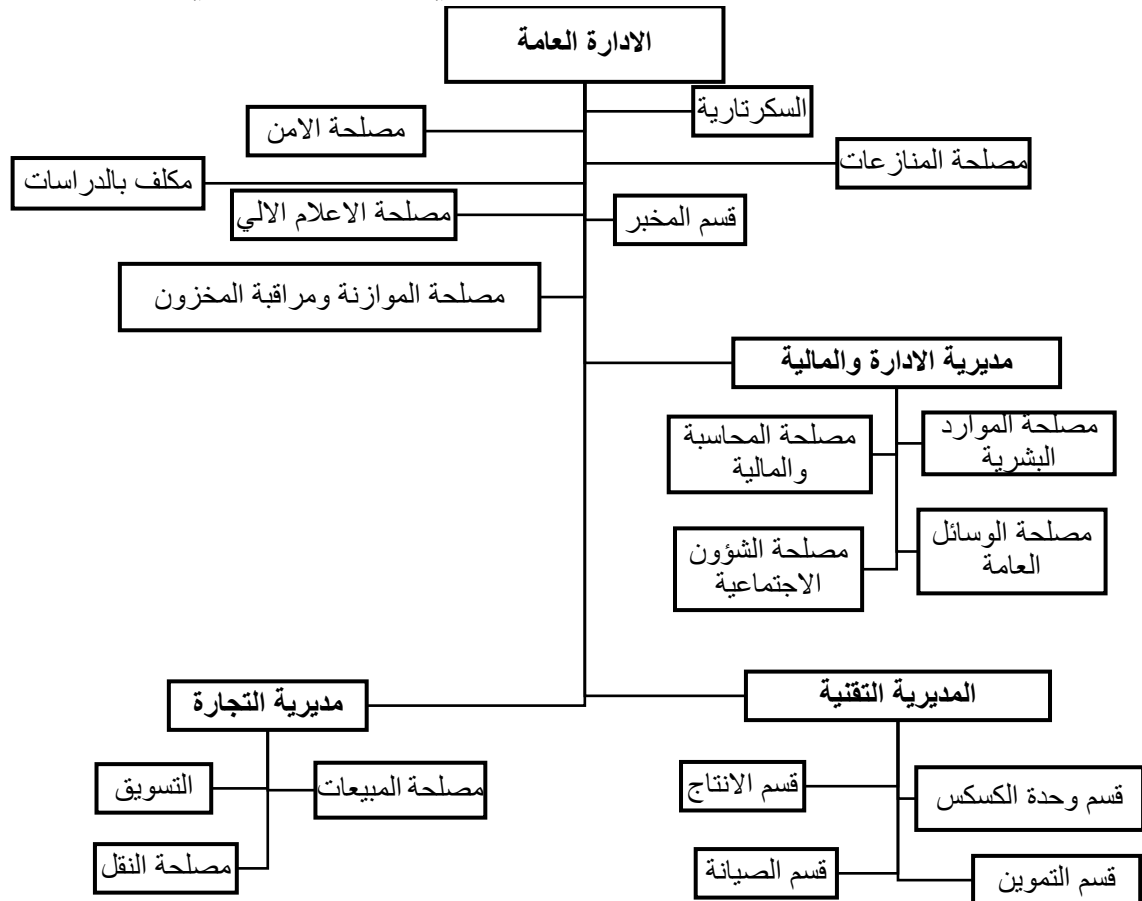 الادارة العامة
السكرتارية
مصلحة الامن
مصلحة المنازعات
مكلف بالدراسات
قسم المخبر
مصلحة الاعلام الالي
مصلحة الموازنة ومراقبة المخزون
مديرية الادارة والمالية
مصلحة الموارد
البشرية
مصلحة المحاسبة
والمالية
مصلحة الوسائل
العامة
مصلحة الشؤون
الاجتماعية
المديرية التقنية
مديرية التجارة
قسم وحدة الكسكس
قسم الانتاج
مصلحة المبيعات
التسويق
قسم التموين
قسم الصيانة
مصلحة النقل